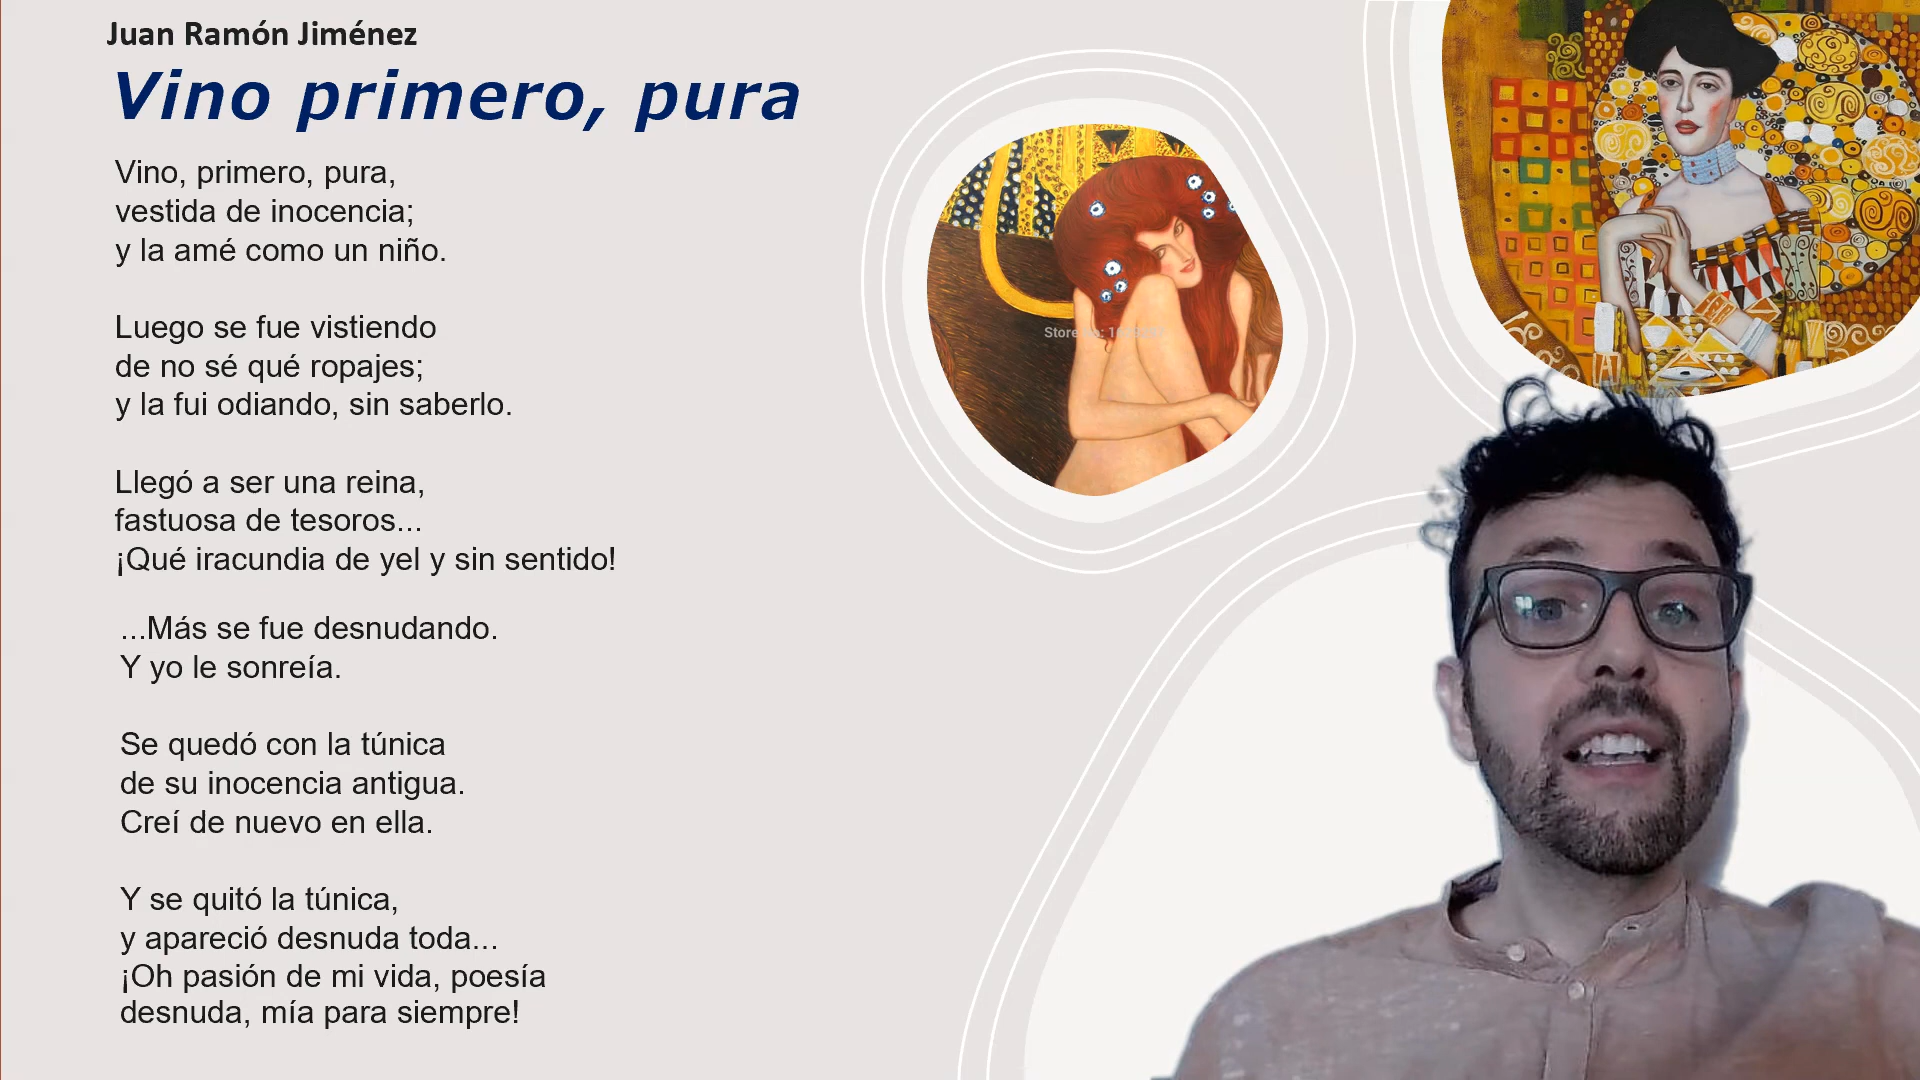 Juan Ramón Jiménez
Vino primero, pura
Vino, primero, pura,
vestida de inocencia;
y la amé como un niño.
Luego se fue vistiendo
de no sé qué ropajes;
y la fui odiando, sin saberlo.
Llegó a ser una reina,
fastuosa de tesoros...
¡Qué iracundia de yel y sin sentido!
...Más se fue desnudando.
Y yo le sonreía.
Se quedó con la túnica
de su inocencia antigua.
Creí de nuevo en ella.
Y se quitó la túnica,
y apareció desnuda toda...
¡Oh pasión de mi vida, poesía
desnuda, mía para siempre!
Store